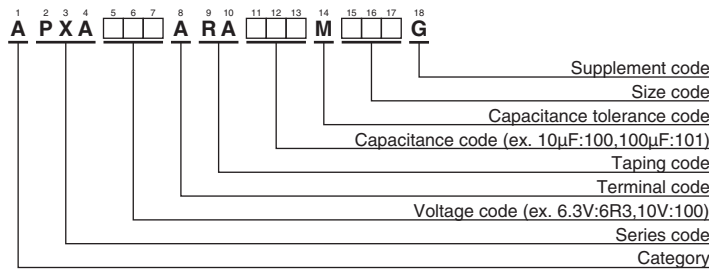 1 2 3 4 5 6 7 8 9 10 11 12 13 14 15 16 17 18
A P X A A R A M G
Supplement code
Size code
Capacitance tolerance code
Capacitance code (ex. 10μF:100,100μF:101)
Taping code
Terminal code
Voltage code (ex. 6.3V:6R3,10V:100)
Series code
Category